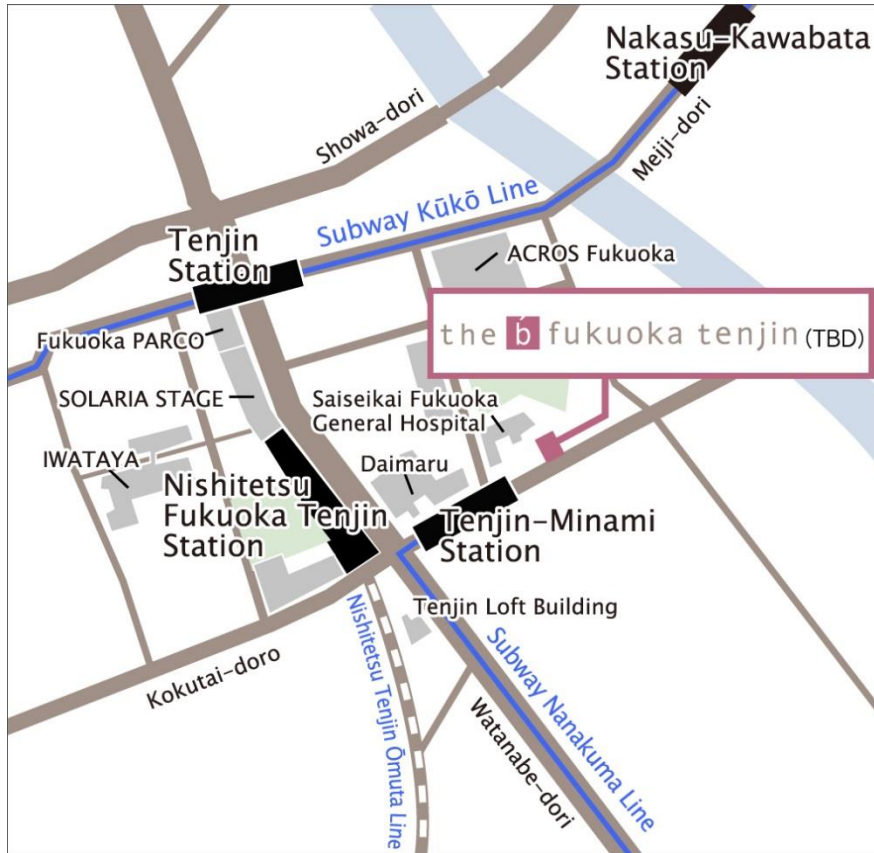 Nakasu-Kawabata
Station
Showa-dori
Meiji-dori
Subway Kūkō Line
Tenjin
Station
ACROS Fukuoka
the b fukuoka tenjin (TBD)
Fukuoka PARCO
SOLARIA STAGE
Saiseikai Fukuoka
General Hospital
IWATAYA
Daimaru
Nishitetsu
Fukuoka Tenjin
Station
Tenjin-Minami
Station
Tenjin Loft Building
Kokutai-doro
Nishitetsu Tenjin Ōmuta Line
Watanabe-dori
Subway Nanakuma Line